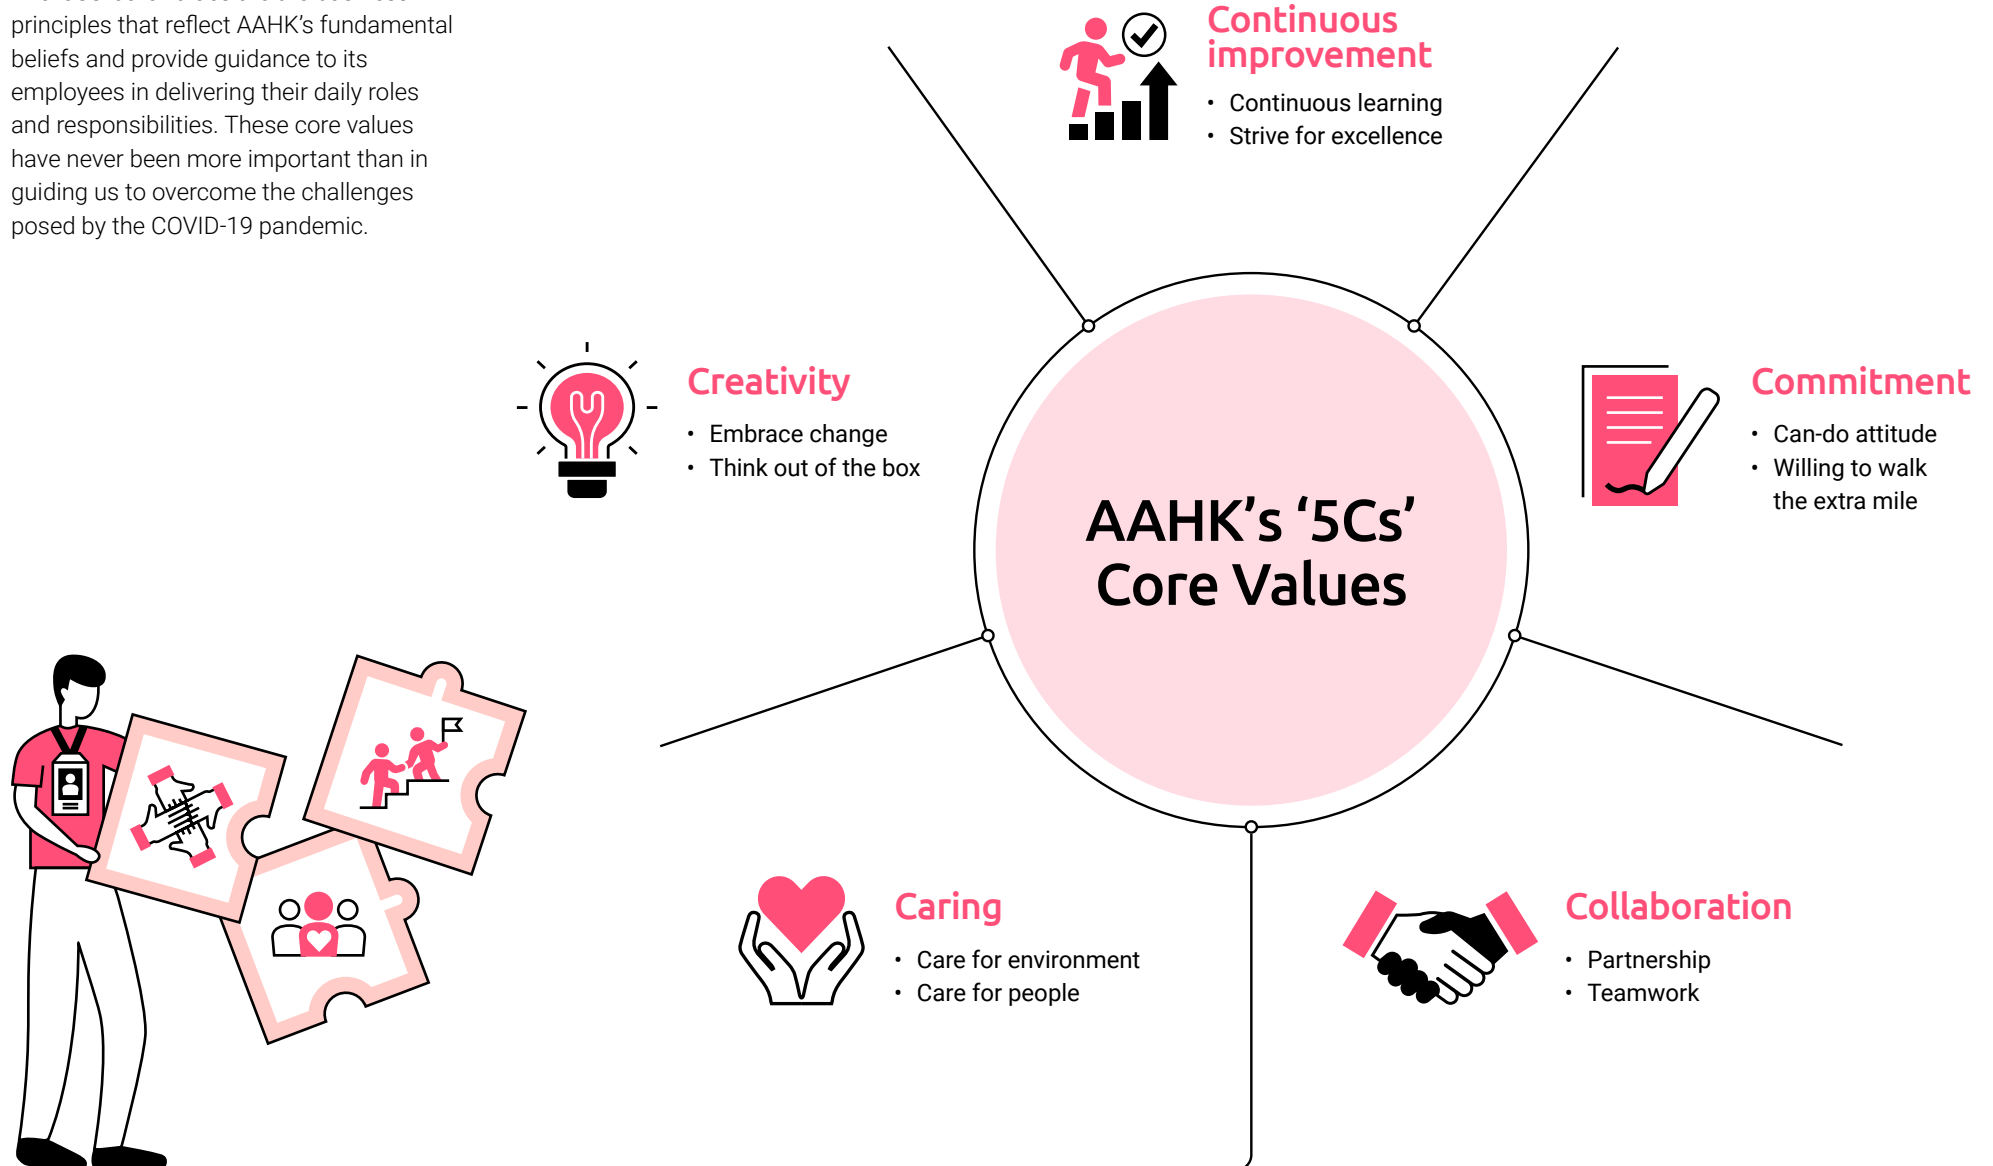 principles that reflect AAHK’s fundamental
beliefs and provide guidance to its
employees in delivering their daily roles
and responsibilities. These core values
have never been more important than in
guiding us to overcome the challenges
posed by the COVID-19 pandemic.
Continuous
improvement
• Continuous learning
• Strive for excellence
Creativity
• Embrace change
• Think out of the box
Commitment
• Can-do attitude
• Willing to walk
the extra mile
AAHK’s ‘5Cs’
Core Values
Caring
• Care for environment
• Care for people
Collaboration
• Partnership
• Teamwork